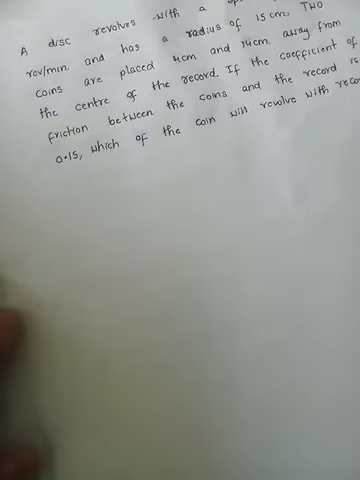 A disc revolves with a
rev/min. and has a radius of 15 cm. Two
coins are placed 4cm and 14cm. away from
the centre of the record. If the coefficient of
friction between the coins and the record is
0.15, which of the coin will revolve with